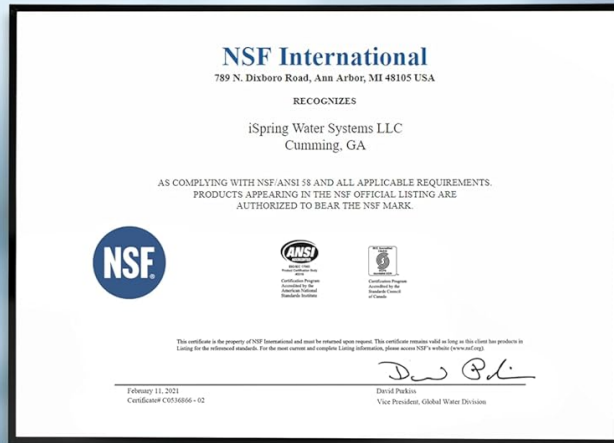 NSF International
789 N. Dixboro Road, Ann Arbor, MI 48105 USA
RECOGNIZES
iSpring Water Systems LLC
Cumming, GA
AS COMPLYING WITH NSF/ANSI 58 AND ALL APPLICABLE REQUIREMENTS.
PRODUCTS APPEARING IN THE NSF OFFICIAL LISTING ARE
AUTHORIZED TO BEAR THE NSF MARK.
NSF.
ANSI
Certification Program
Accredited by the
American National
Standards Institute
Certification Program
Accredited by the
Standards Council
of Canada
This certificate is the property of NSF International and must be returned upon request. This certificate remains valid as long as this client has products in
Listing for the referenced standards. For the most current and complete Listing information, please access NSF's website (www.nsf.org).
February 11, 2021
Certificate# C0536866 - 02
David Purkiss
Vice President, Global Water Division